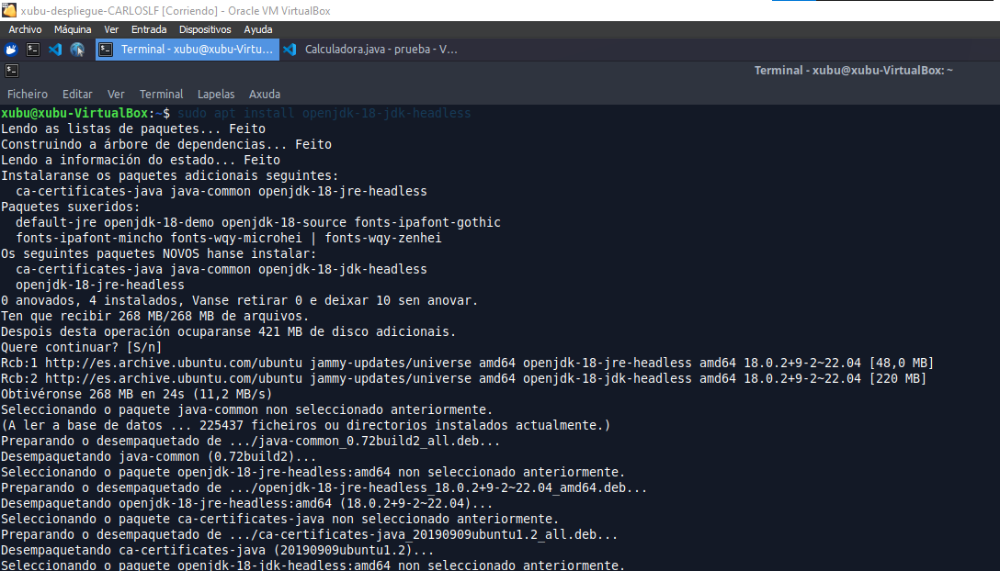 xubu-despliegue-CARLOSLF [Corriendo] - Oracle VM VirtualBox
Archivo Máquina Ver Entrada Dispositivos Ayuda
Terminal - xubu@xubu-Virtu... Calculadora.java - prueba - V...
Terminal - xubu@xubu-VirtualBox: ~
Ficheiro Editar Ver Terminal Lapelas Axuda
xubu@xubu-VirtualBox:~$ sudo apt install openjdk-18-jdk-headless
Lendo as listas de paquetes... Feito
Construindo a árbore de dependencias... Feito
Lendo a información do estado... Feito
Instalaranse os paquetes adicionais seguintes:
ca-certificates-java java-common openjdk-18-jre-headless
Paquetes suxeridos:
default-jre openjdk-18-demo openjdk-18-source fonts-ipafont-gothic
fonts-ipafont-mincho fonts-wqy-microhei | fonts-wqy-zenhei
Os seguintes paquetes NOVOS hanse instalar:
ca-certificates-java java-common openjdk-18-jdk-headless
openjdk-18-jre-headless
0 anovados, 4 instalados, Vanse retirar 0 e deixar 10 sen anovar.
Ten que recibir 268 MB/268 MB de arquivos.
Despois desta operación ocuparanse 421 MB de disco adicionais.
Quere continuar? [S/n]
Rcb:1 http://es.archive.ubuntu.com/ubuntu jammy-updates/universe amd64 openjdk-18-jre-headless amd64 18.0.2+9-2~22.04 [48,0 MB]
Rcb:2 http://es.archive.ubuntu.com/ubuntu jammy-updates/universe amd64 openjdk-18-jdk-headless amd64 18.0.2+9-2~22.04 [220 MB]
Obtivéronse 268 MB en 24s (11,2 MB/s)
Seleccionando o paquete java-common non seleccionado anteriormente.
(A ler a base de datos ... 225437 ficheiros ou directorios instalados actualmente.)
Preparando o desempaquetado de .../java-common_0.72build2_all.deb...
Desempaquetando java-common (0.72build2)...
Seleccionando o paquete openjdk-18-jre-headless:amd64 non seleccionado anteriormente.
Preparando o desempaquetado de .../openjdk-18-jre-headless_18.0.2+9-2~22.04_amd64.deb...
Desempaquetando openjdk-18-jre-headless:amd64 (18.0.2+9-2~22.04)...
Seleccionando o paquete ca-certificates-java non seleccionado anteriormente.
Preparando o desempaquetado de .../ca-certificates-java_20190909ubuntu1.2_all.deb...
Desempaquetando ca-certificates-java (20190909ubuntu1.2)...
Seleccionando o paquete openjdk-18-jdk-headless:amd64 non seleccionado anteriormente.